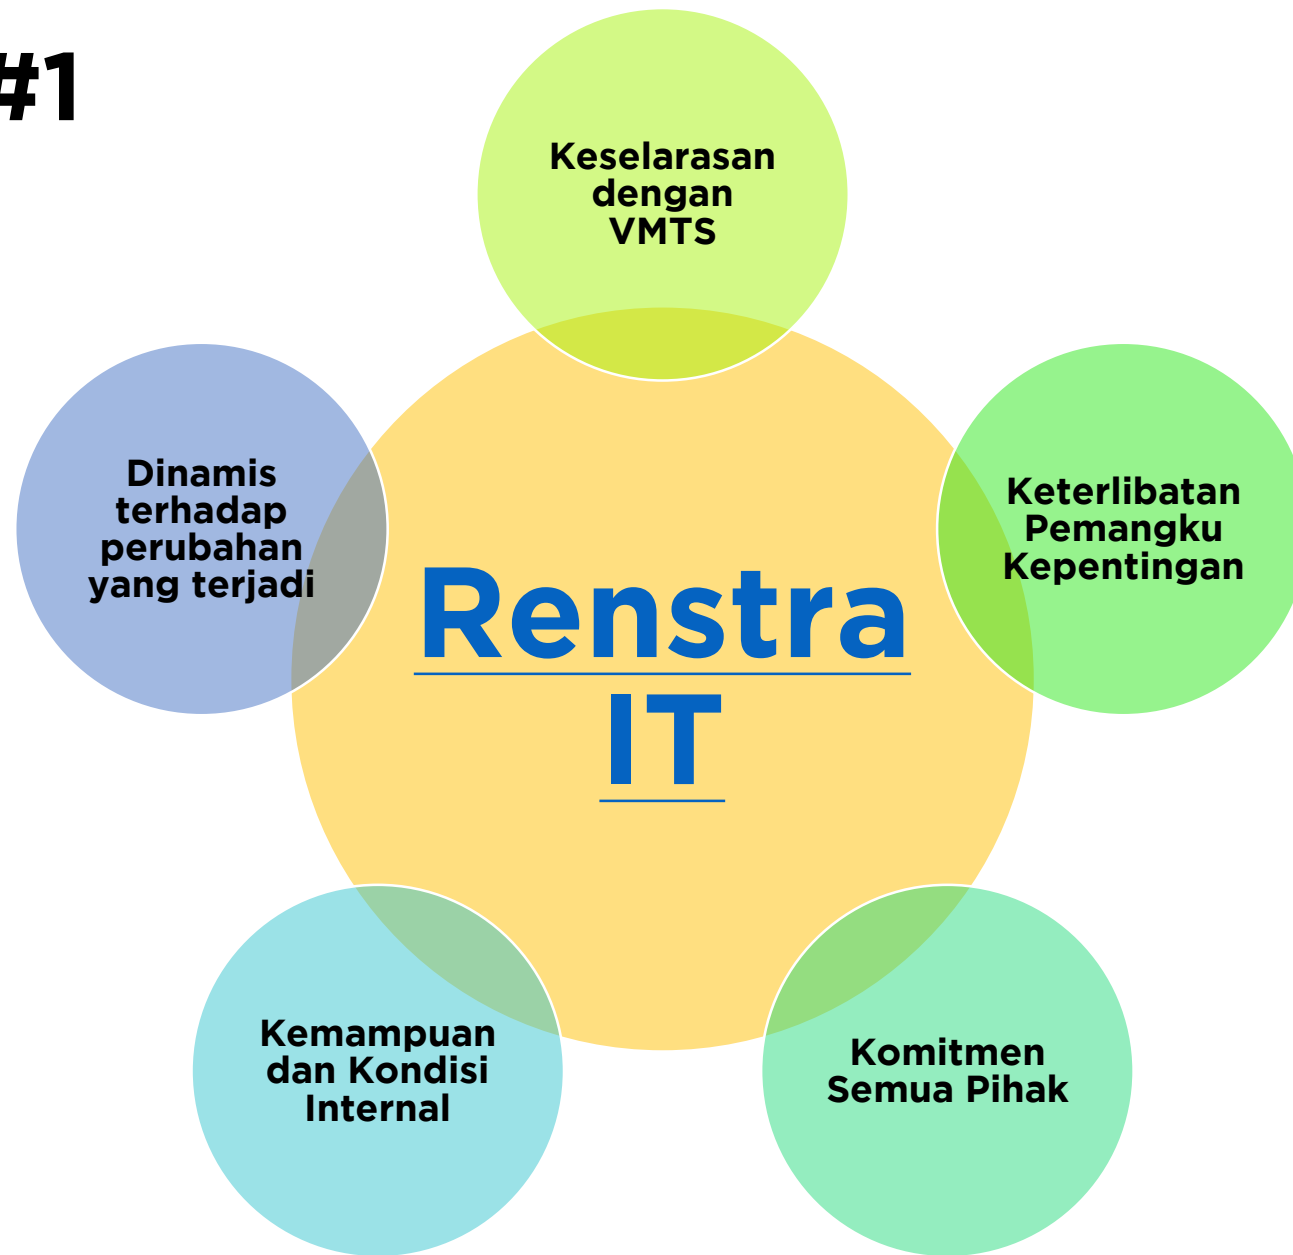 #1
Keselarasan
dengan
VMTS
Dinamis
terhadap
perubahan
yang terjadi
Keterlibatan
Pemangku
Kepentingan
Renstra
IT
Kemampuan
dan Kondisi
Internal
Komitmen
Semua Pihak